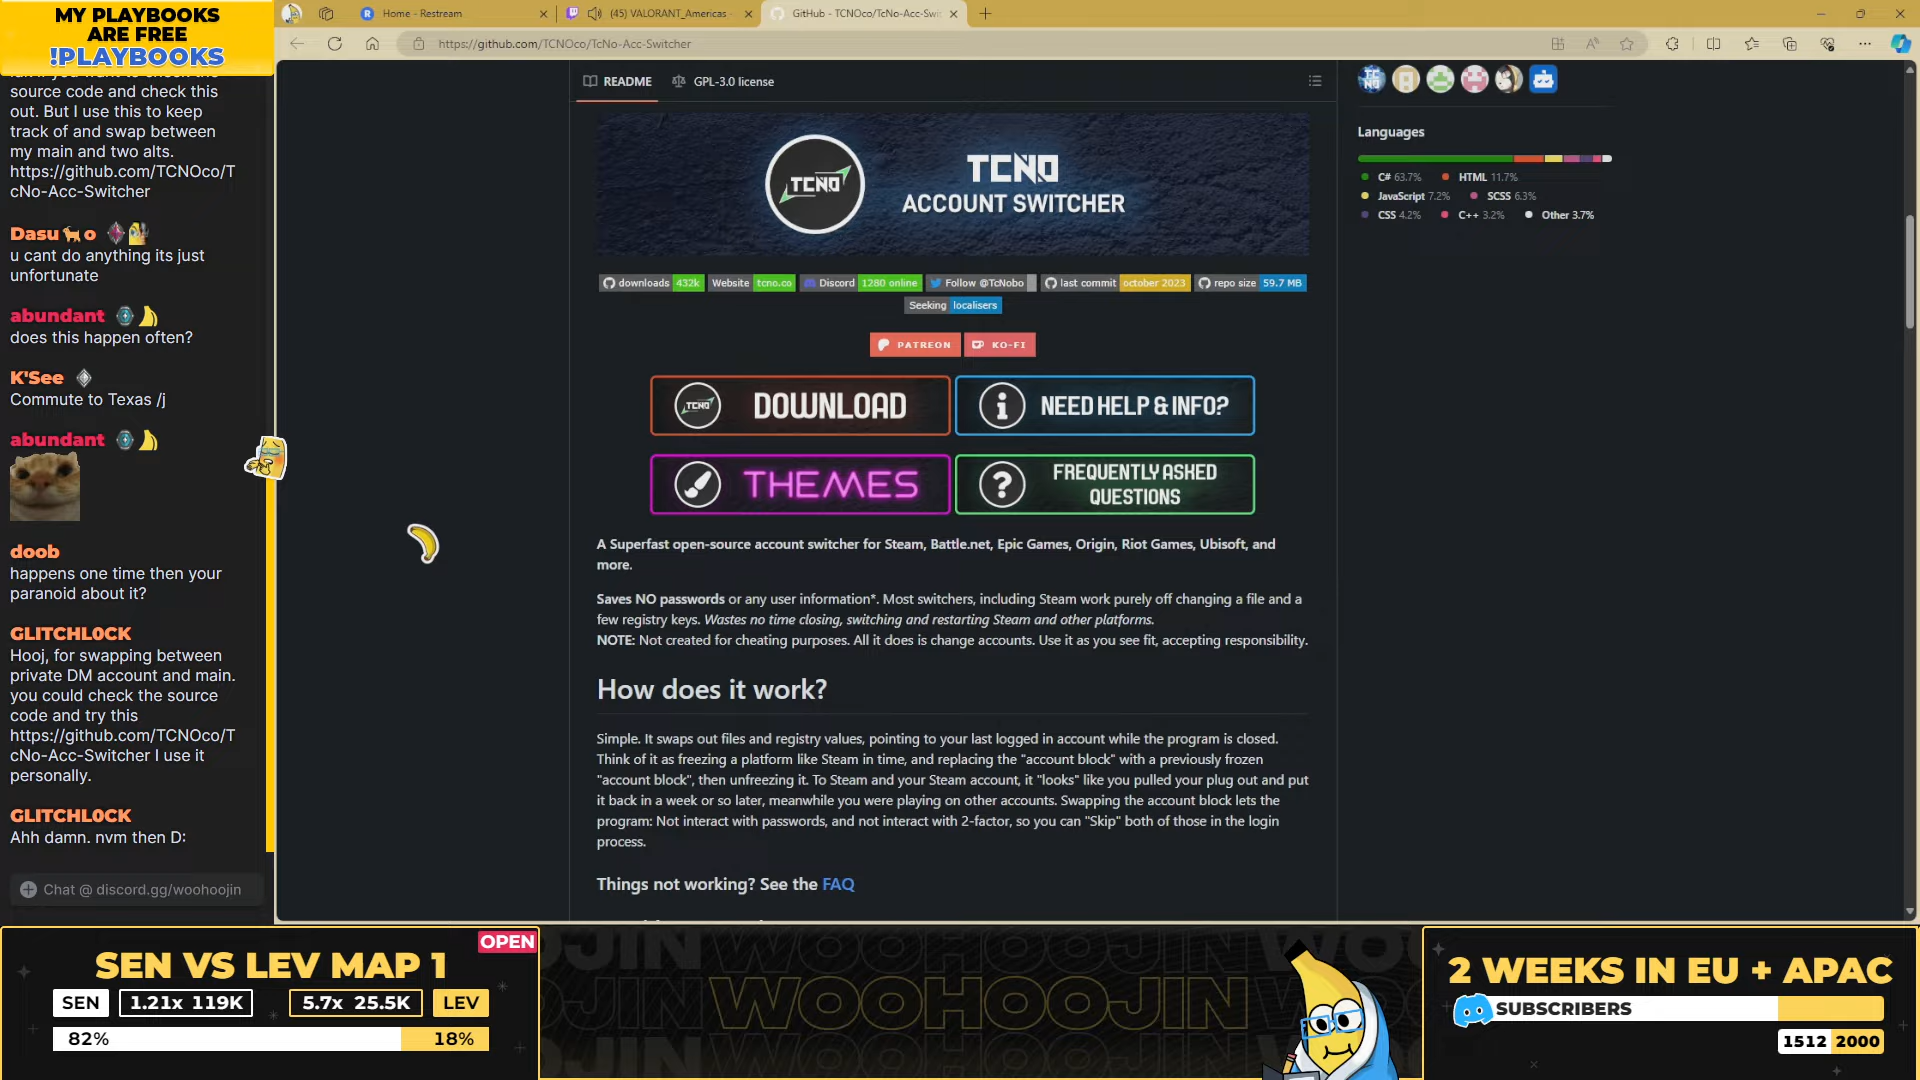 MY PLAYBOOKS
ARE FREE
!PLAYBOOKS
source code and check this
out. But I use this to keep
track of and swap between
my main and two alts.
https://github.com/TCNOco/T
cNo-Acc-Switcher
Dasu o
u cant do anything its just
unfortunate
abundant
does this happen often?
K'See
Commute to Texas /j
abundant
doob
happens one time then your
paranoid about it?
GLITCHL0CK
Hooj, for swapping between
private DM account and main.
you could check the source
code and try this
https://github.com/TCNOco/T
cNo-Acc-Switcher I use it
personally.
GLITCHL0CK
Ahh damn. nvm then D:
Chat @ discord.gg/woohoojin
Home - Restream
(45) VALORANT_Americas -
GitHub - TCNOco/TcNo-Acc-Swi
https://github.com/TCNOco/TcNo-Acc-Switcher
README
GPL-3.0 license
TCNO
TCNO
ACCOUNT SWITCHER
downloads 432k
Website tcno.co
Discord 1280 online
Follow @TcNobo
last commit october 2023
repo size 59.7 MB
Seeking localisers
PATREON
KO-FI
TCNO
DOWNLOAD
NEED HELP & INFO?
THEMES
FREQUENTLY ASKED
QUESTIONS
A Superfast open-source account switcher for Steam, Battle.net, Epic Games, Origin, Riot Games, Ubisoft, and
more.
Saves NO passwords or any user information*. Most switchers, including Steam work purely off changing a file and a
few registry keys. Wastes no time closing, switching and restarting Steam and other platforms.
NOTE: Not created for cheating purposes. All it does is change accounts. Use it as you see fit, accepting responsibility.
How does it work?
Simple. It swaps out files and registry values, pointing to your last logged in account while the program is closed.
Think of it as freezing a platform like Steam in time, and replacing the "account block" with a previously frozen
"account block", then unfreezing it. To Steam and your Steam account, it "looks" like you pulled your plug out and put
it back in a week or so later, meanwhile you were playing on other accounts. Swapping the account block lets the
program: Not interact with passwords, and not interact with 2-factor, so you can "Skip" both of those in the login
process.
Things not working? See the FAQ
TC
NO
Languages
C# 63.7%
HTML 11.7%
JavaScript 7.2%
SCSS 6.3%
CSS 4.2%
C++ 3.2%
Other 3.7%
OPEN
SEN VS LEV MAP 1
SEN
1.21x 119K
5.7x 25.5K
LEV
82%
18%
WOOHOOJIN
2 WEEKS IN EU + APAC
SUBSCRIBERS
1512 2000